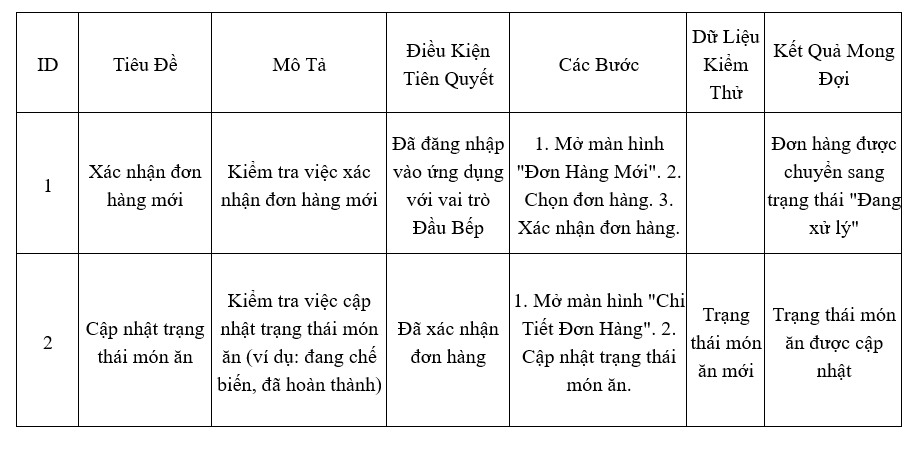 ID
Tiêu Đề
Mô Tả
Điều Kiện
Tiên Quyết
Các Bước
Dữ Liệu
Kiểm
Thử
Kết Quả Mong
Đợi
1
Xác nhận đơn
hàng mới
Kiểm tra việc xác
nhận đơn hàng mới
Đã đăng nhập
vào ứng dụng
với vai trò
Đầu Bếp
1. Mở màn hình
"Đơn Hàng Mới". 2.
Chọn đơn hàng. 3.
Xác nhận đơn hàng.
Đơn hàng được
chuyển sang
trạng thái "Đang
xử lý"
2
Cập nhật trạng
thái món ăn
Kiểm tra việc cập
nhật trạng thái món
ăn (ví dụ: đang chế
biến, đã hoàn thành)
Đã xác nhận
đơn hàng
1. Mở màn hình "Chi
Tiết Đơn Hàng". 2.
Cập nhật trạng thái
món ăn.
Trạng
thái món
ăn mới
Trạng thái món
ăn được cập
nhật